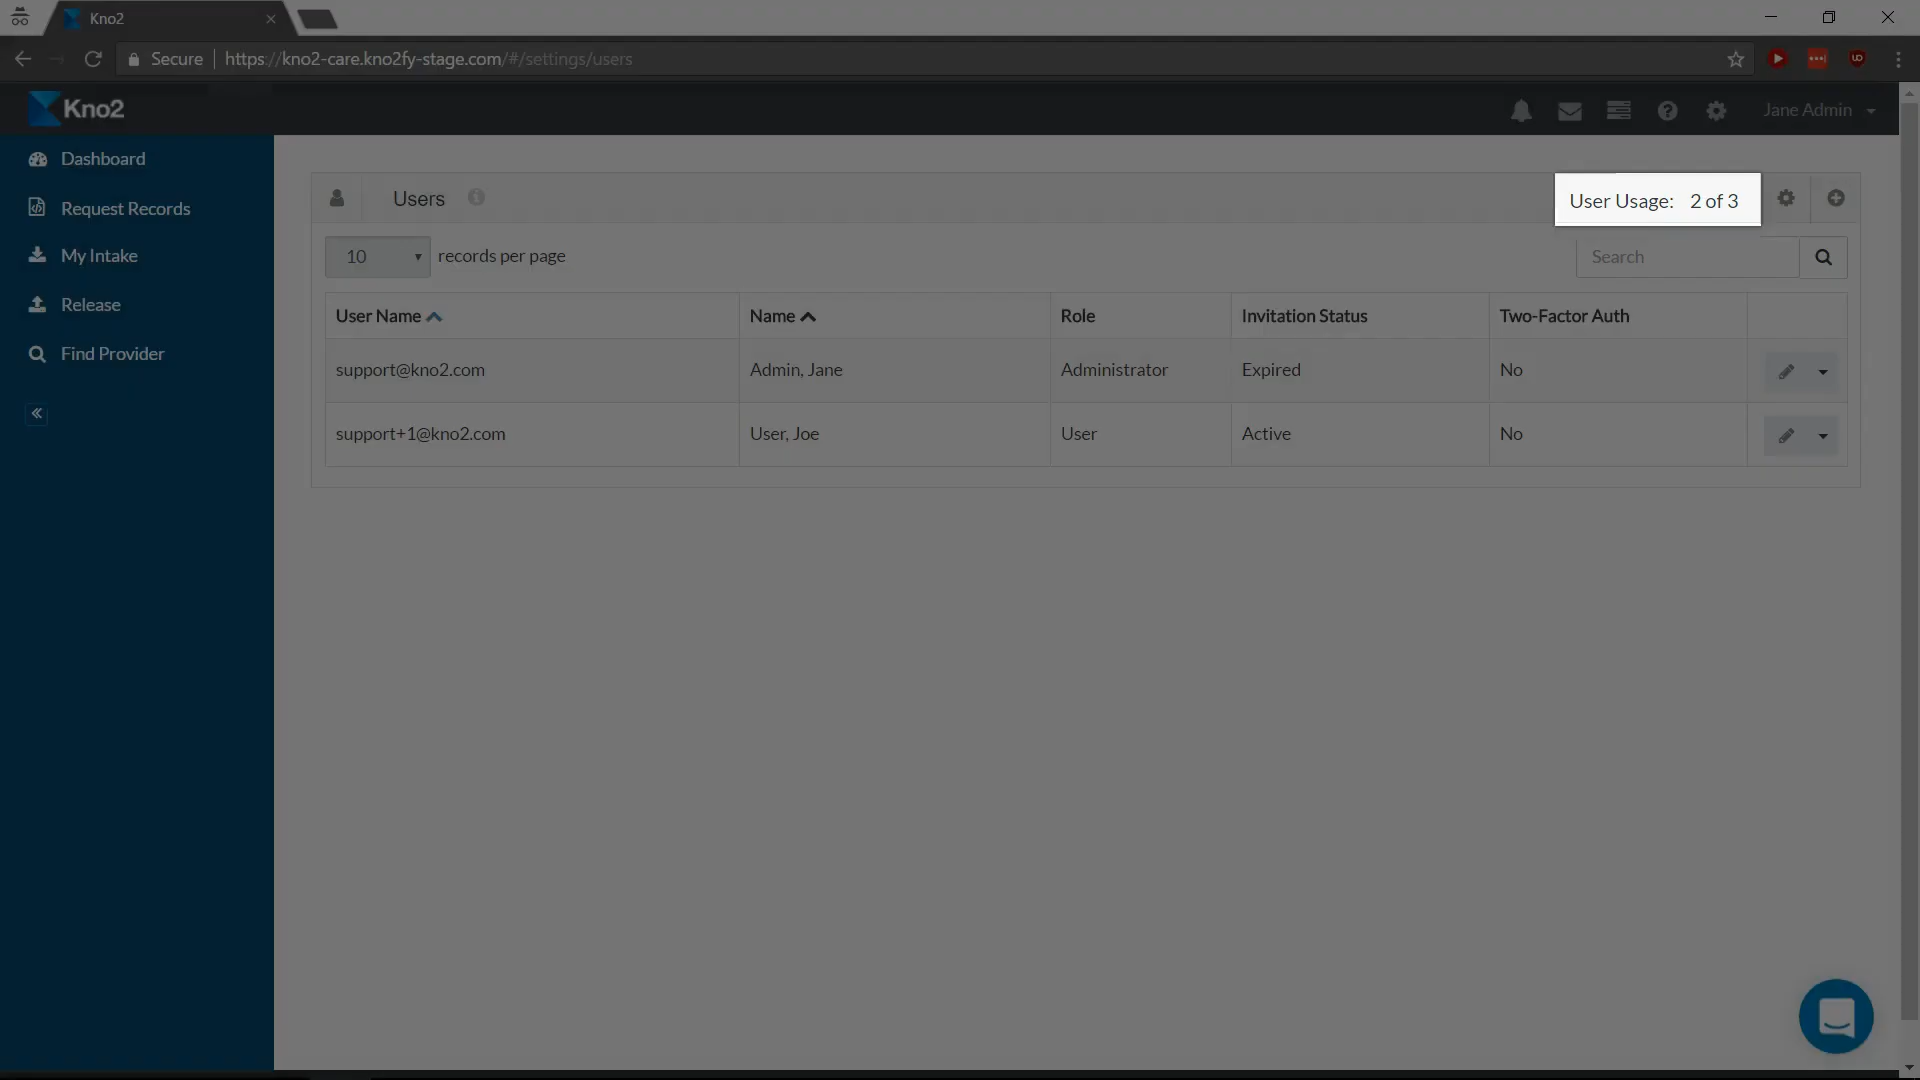 Kno2
Secure
https://kno2-care.kno2fy-stage.com/#/settings/users
Kno2
Jane Admin
Dashboard
Request Records
My Intake
Release
Find Provider
Users
User Usage: 2 of 3
10 records per page
Search
User Name
Name
Role
Invitation Status
Two-Factor Auth
support@kno2.com
Admin, Jane
Administrator
Expired
No
support+1@kno2.com
User, Joe
User
Active
No